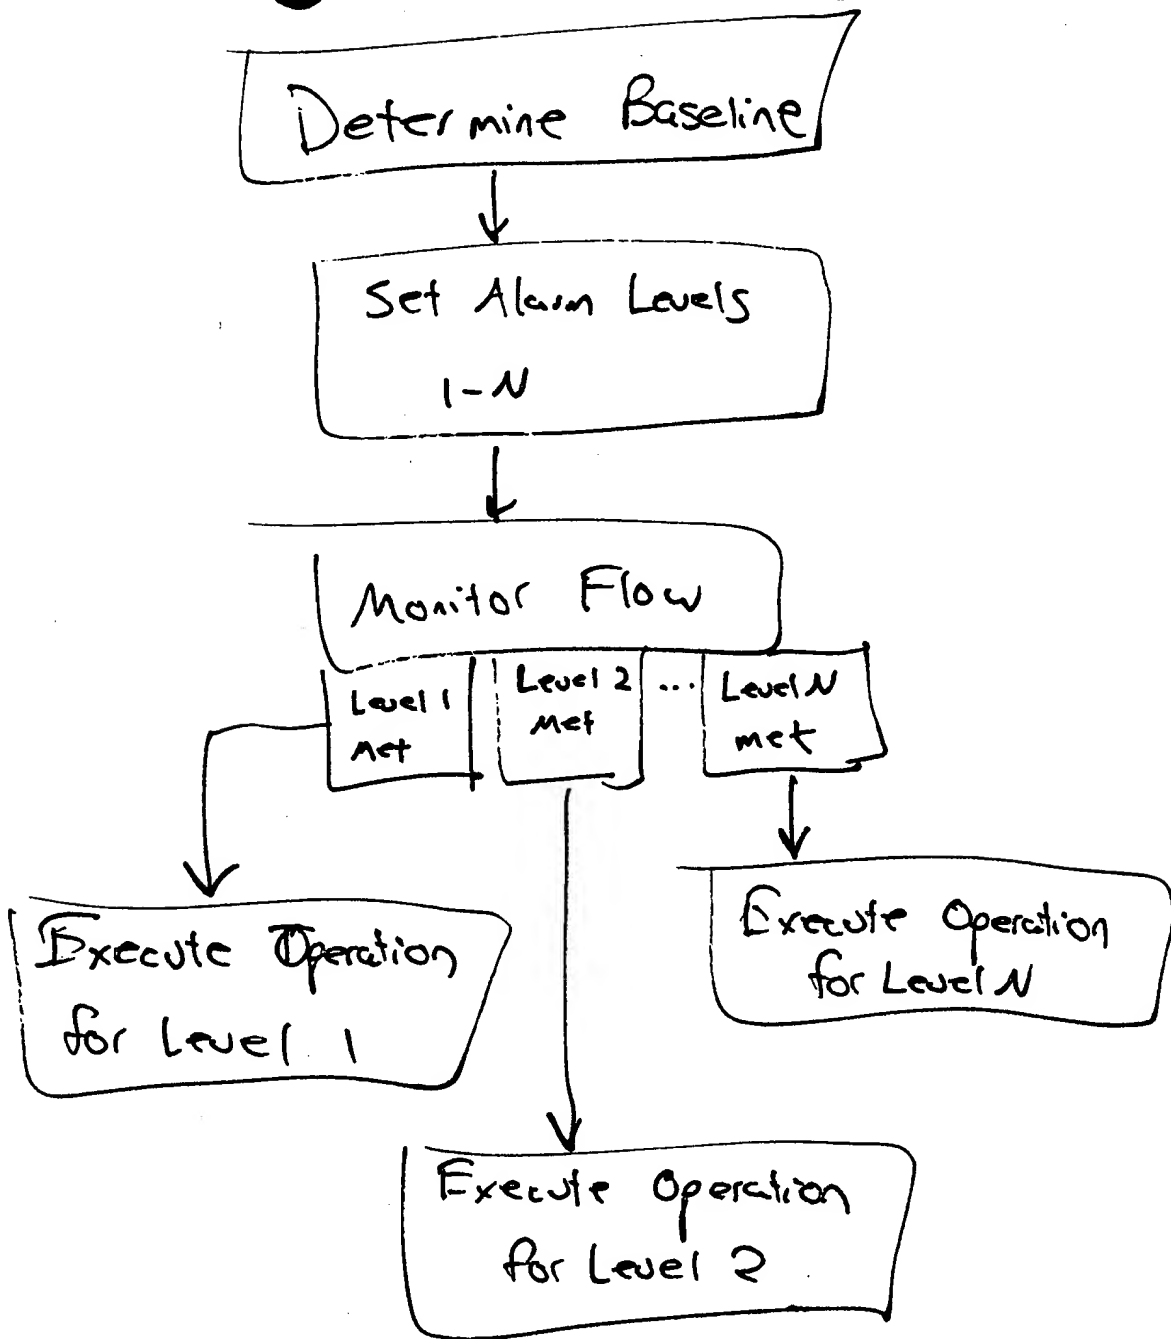 Determine Baseline
Set Alarm Levels
1-N
Monitor Flow
Level 1
Met
Level 2
Met
...
Level N
met
Execute Operation
for Level 1
Execute Operation
for Level N
Execute Operation
for Level 2